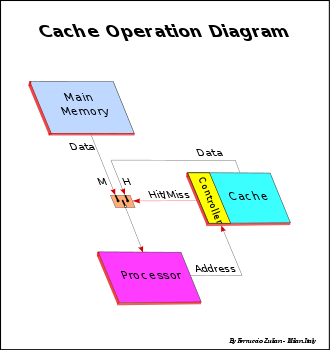 Cache Operation Diagram
Main
Memory
Data
Data
M
H
Hit/Miss
Controller
Cache
Processor
Address
By Ferruccio Zulian - Milan.Italy